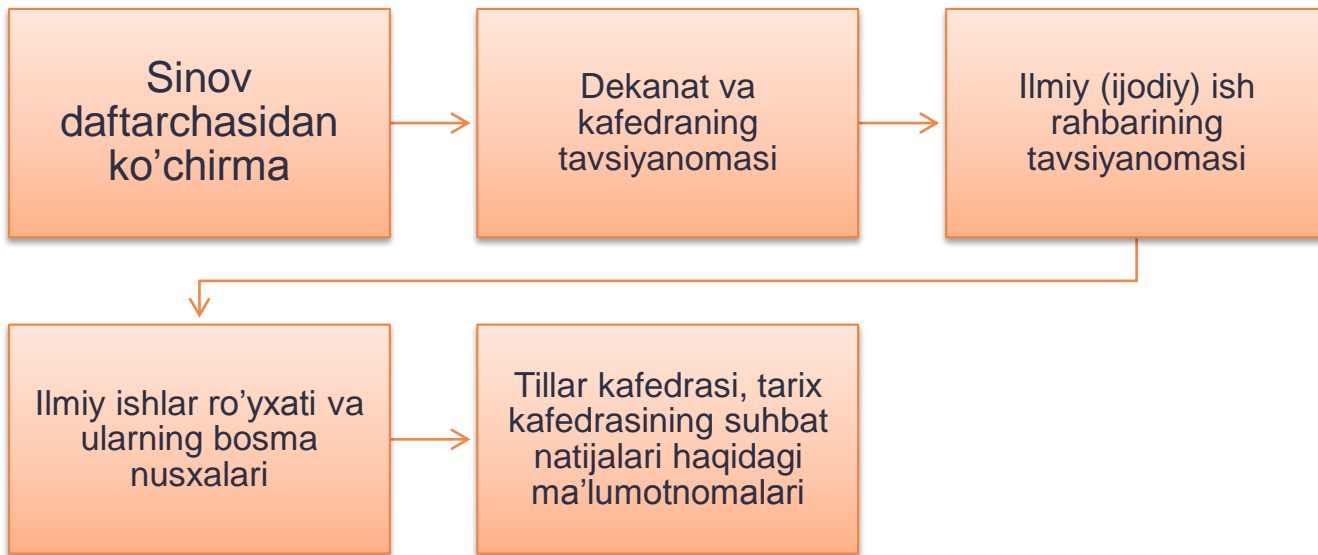 Sinov
daftarchasidan
ko’chirma
Dekanat va
kafedraning
tavsiyanomasi
Ilmiy (ijodiy) ish
rahbarining
tavsiyanomasi
Ilmiy ishlar ro’yxati va
ularning bosma
nusxalari
Tillar kafedrasi, tarix
kafedrasining suhbat
natijalari haqidagi
ma’lumotnomalari